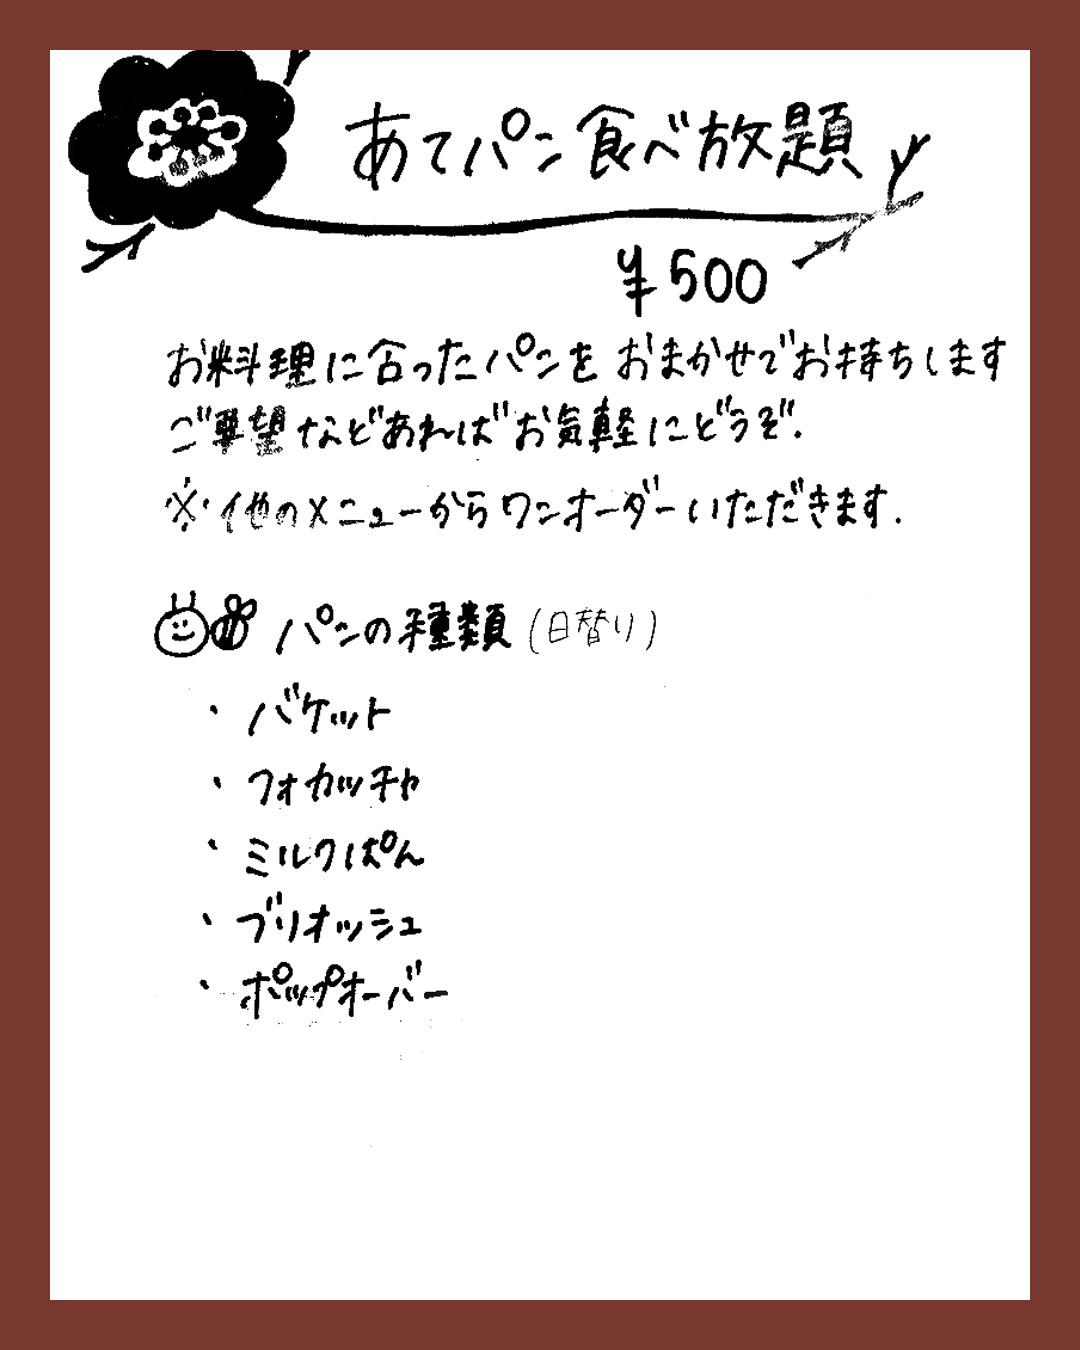 あてパン食べ放題
¥500
お料理に合ったパンを おまかせでお持ちします
ご要望などあれば お気軽にどうぞ.
※他のメニューからワンオーダーいただきます.
パンの種類 (日替り)
・バケット
・フォカッチャ
・ミルクぱん
・ブリオッシュ
・ポップオーバー